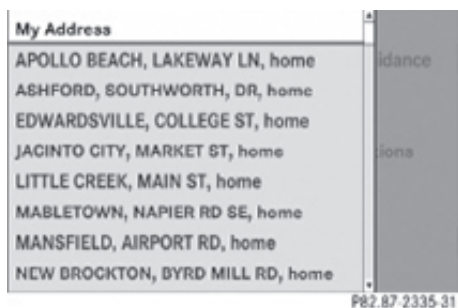 My Address
APOLLO BEACH, LAKEWAY LN, home
idance
ASHFORD, SOUTHWORTH, DR, home
EDWARDSVILLE, COLLEGE ST, home
JACINTO CITY, MARKET ST, home
ions
LITTLE CREEK, MAIN ST, home
MABLETOWN, NAPIER RD SE, home
MANSFIELD, AIRPORT RD, home
NEW BROCKTON, BYRD MILL RD, home
P82.87-2335-31